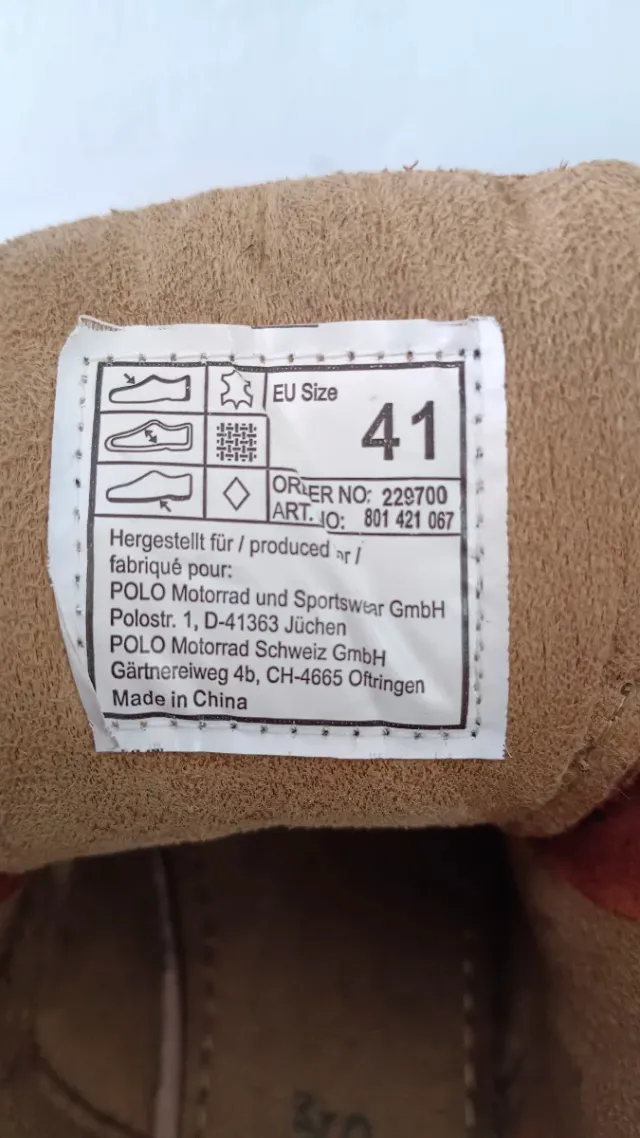 EU Size
41
ORDER NO: 229700
ART. NO: 801 421 067
Hergestellt für / produced for /
fabriqué pour:
POLO Motorrad und Sportswear GmbH
Polostr. 1, D-41363 Jüchen
POLO Motorrad Schweiz GmbH
Gärtnereiweg 4b, CH-4665 Oftringen
Made in China